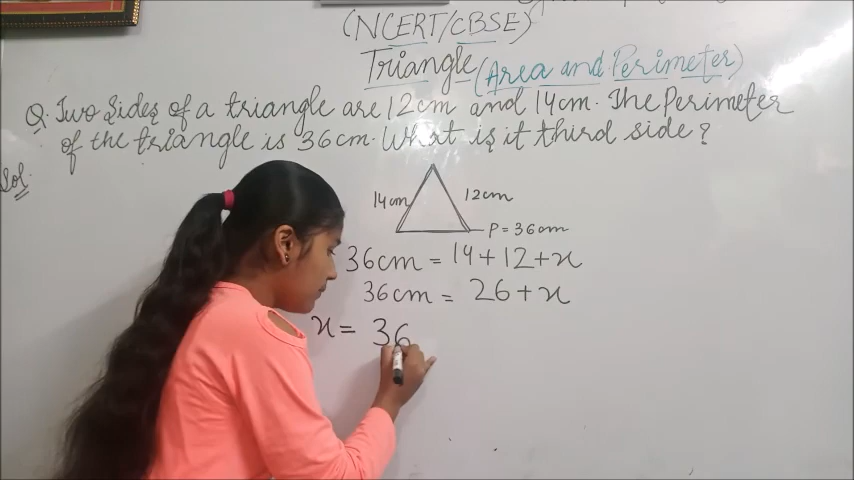 (NCERT/CBSE)
Triangle (Area and Perimeter)
Q. Two Sides of a triangle are 12cm and 14cm. The Perimeter
of the triangle is 36cm. What is it third side?
Sol.
14cm 12cm
P = 36cm
36cm = 14+12+x
36cm = 26+x
x = 36